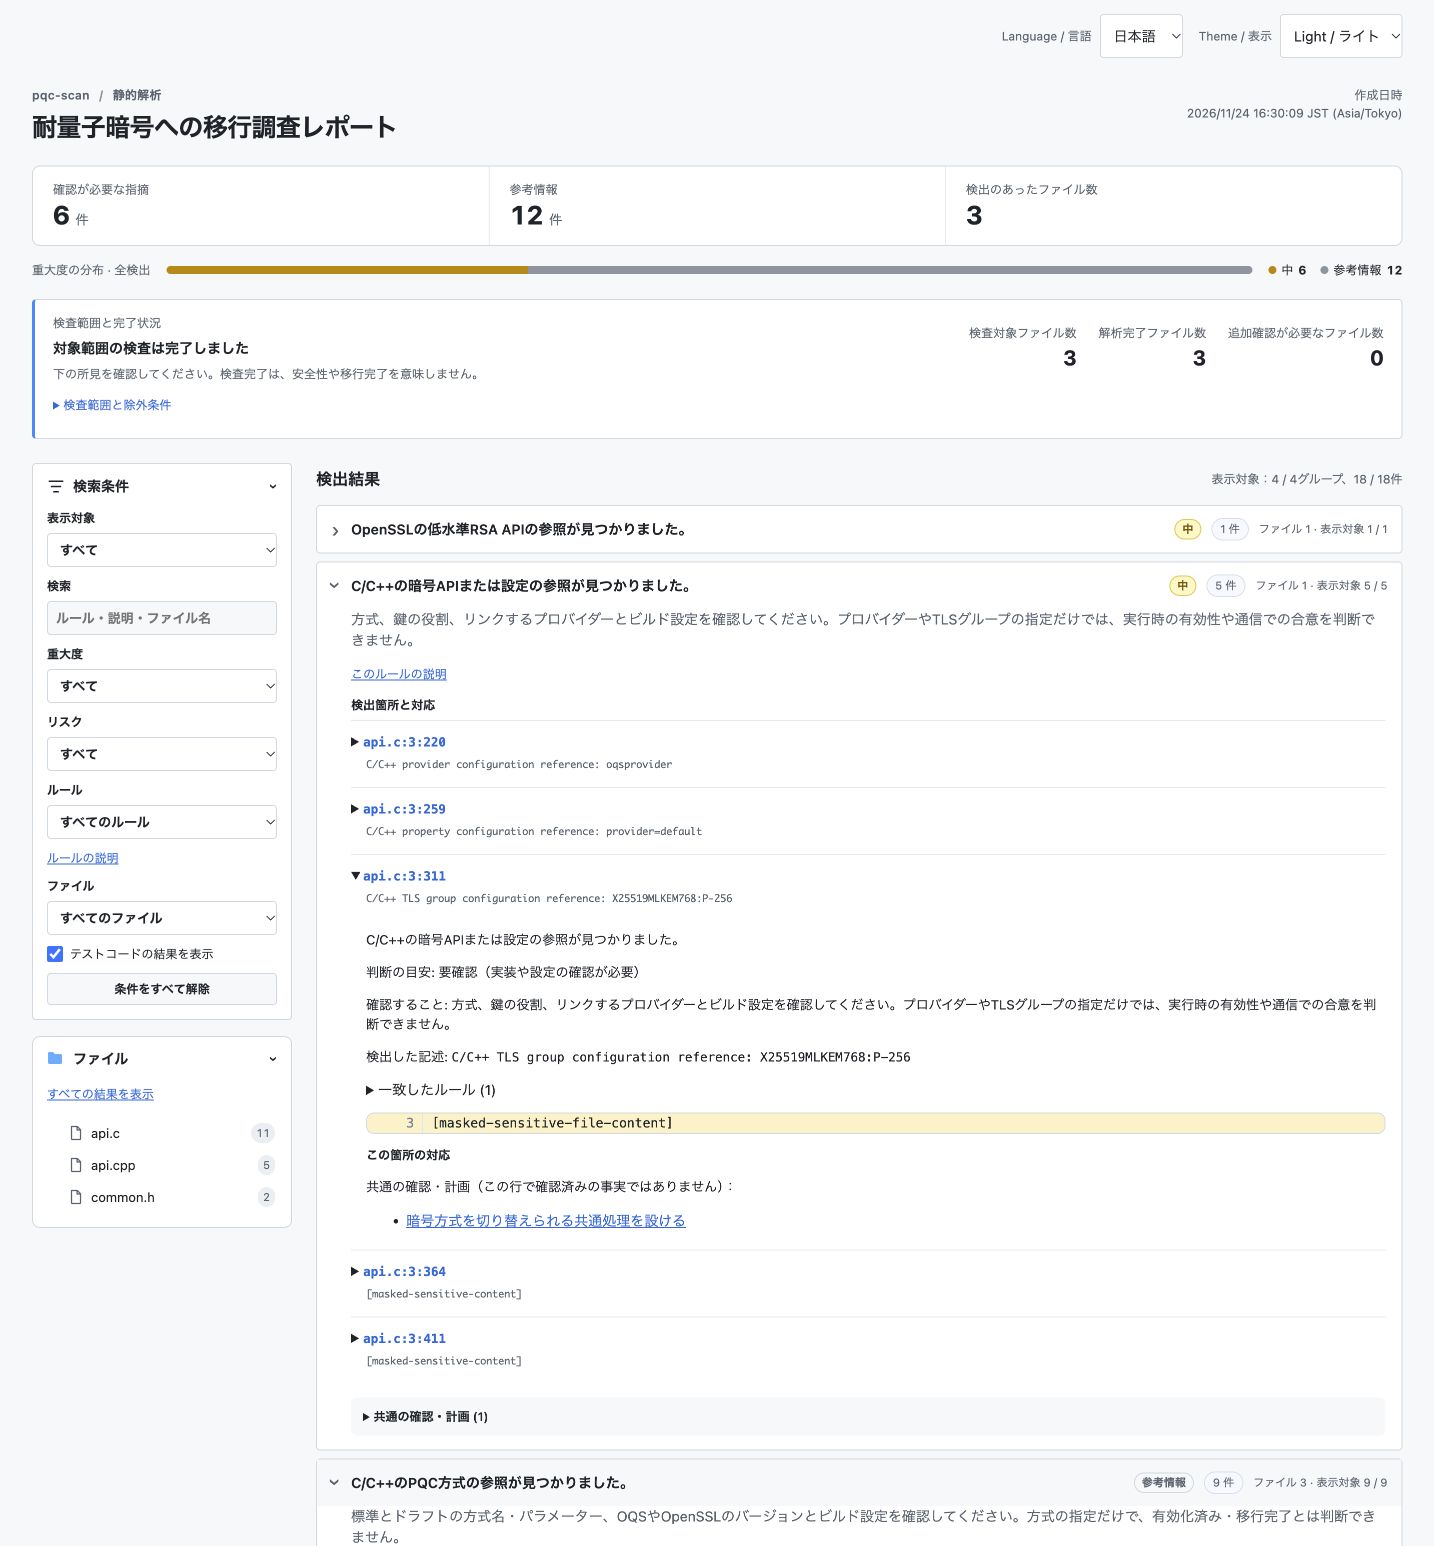 Language / 言語
日本語
Theme / 表示
Light / ライト
pqc-scan / 静的解析
耐量子暗号への移行調査レポート
作成日時
2026/11/24 16:30:09 JST (Asia/Tokyo)
確認が必要な指摘
6 件
参考情報
12 件
検出のあったファイル数
3
重大度の分布 · 全検出
中 6
参考情報 12
検査範囲と完了状況
対象範囲の検査は完了しました
下の所見を確認してください。検査完了は、安全性や移行完了を意味しません。
検査範囲と除外条件
検査対象ファイル数
3
解析完了ファイル数
3
追加確認が必要なファイル数
0
検索条件
表示対象
すべて
検索
ルール・説明・ファイル名
重大度
すべて
リスク
すべて
ルール
すべてのルール
ルールの説明
ファイル
すべてのファイル
テストコードの結果を表示
条件をすべて解除
ファイル
すべての結果を表示
api.c 11
api.cpp 5
common.h 2
検出結果
表示対象：4 / 4グループ、18 / 18件
OpenSSLの低水準RSA APIの参照が見つかりました。
中 1 件 ファイル 1 · 表示対象 1 / 1
C/C++の暗号APIまたは設定の参照が見つかりました。
中 5 件 ファイル 1 · 表示対象 5 / 5
方式、鍵の役割、リンクするプロバイダーとビルド設定を確認してください。プロバイダーやTLSグループの指定だけでは、実行時の有効性や通信での合意を判断で
きません。
このルールの説明
検出箇所と対応
api.c:3:220
C/C++ provider configuration reference: oqsprovider
api.c:3:259
C/C++ property configuration reference: provider=default
api.c:3:311
C/C++ TLS group configuration reference: X25519MLKEM768:P-256
C/C++の暗号APIまたは設定の参照が見つかりました。
判断の目安: 要確認（実装や設定の確認が必要）
確認すること: 方式、鍵の役割、リンクするプロバイダーとビルド設定を確認してください。プロバイダーやTLSグループの指定だけでは、実行時の有効性や通信での合意を判
断できません。
検出した記述: C/C++ TLS group configuration reference: X25519MLKEM768:P-256
一致したルール (1)
3 [masked-sensitive-file-content]
この箇所の対応
共通の確認・計画（この行で確認済みの事実ではありません）:
• 暗号方式を切り替えられる共通処理を設ける
api.c:3:364
[masked-sensitive-content]
api.c:3:411
[masked-sensitive-content]
共通の確認・計画 (1)
C/C++のPQC方式の参照が見つかりました。
参考情報 9 件 ファイル 3 · 表示対象 9 / 9
標準とドラフトの方式名・パラメーター、OQSやOpenSSLのバージョンとビルド設定を確認してください。方式の指定だけで、有効化済み・移行完了とは判断でき
ません。